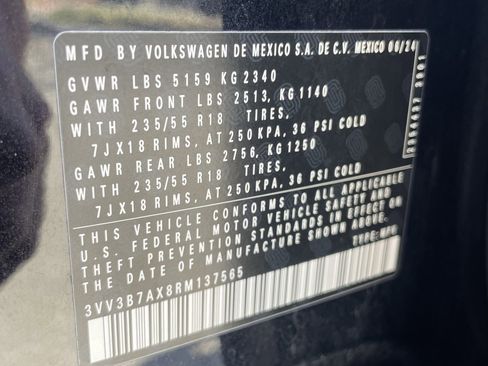 MFD BY VOLKSWAGEN DE MEXICO S.A. DE C.V. MEXICO 06/24
GVWR LBS 5159 KG 2340
GAWR FRONT LBS 2513, KG 1140
WITH 235/55 R18 TIRES,
7JX18 RIMS, AT 250 KPA, 36 PSI COLD
GAWR REAR LBS 2756, KG 1250
WITH 235/55 R18 TIRES,
7JX18 RIMS, AT 250 KPA, 36 PSI COLD
THIS VEHICLE CONFORMS TO ALL APPLICABLE
U.S. FEDERAL MOTOR VEHICLE SAFETY AND
THEFT PREVENTION STANDARDS IN EFFECT ON
THE DATE OF MANUFACTURE SHOWN ABOVE.
TYPE: MPV
3VV3B7AX8RM137565